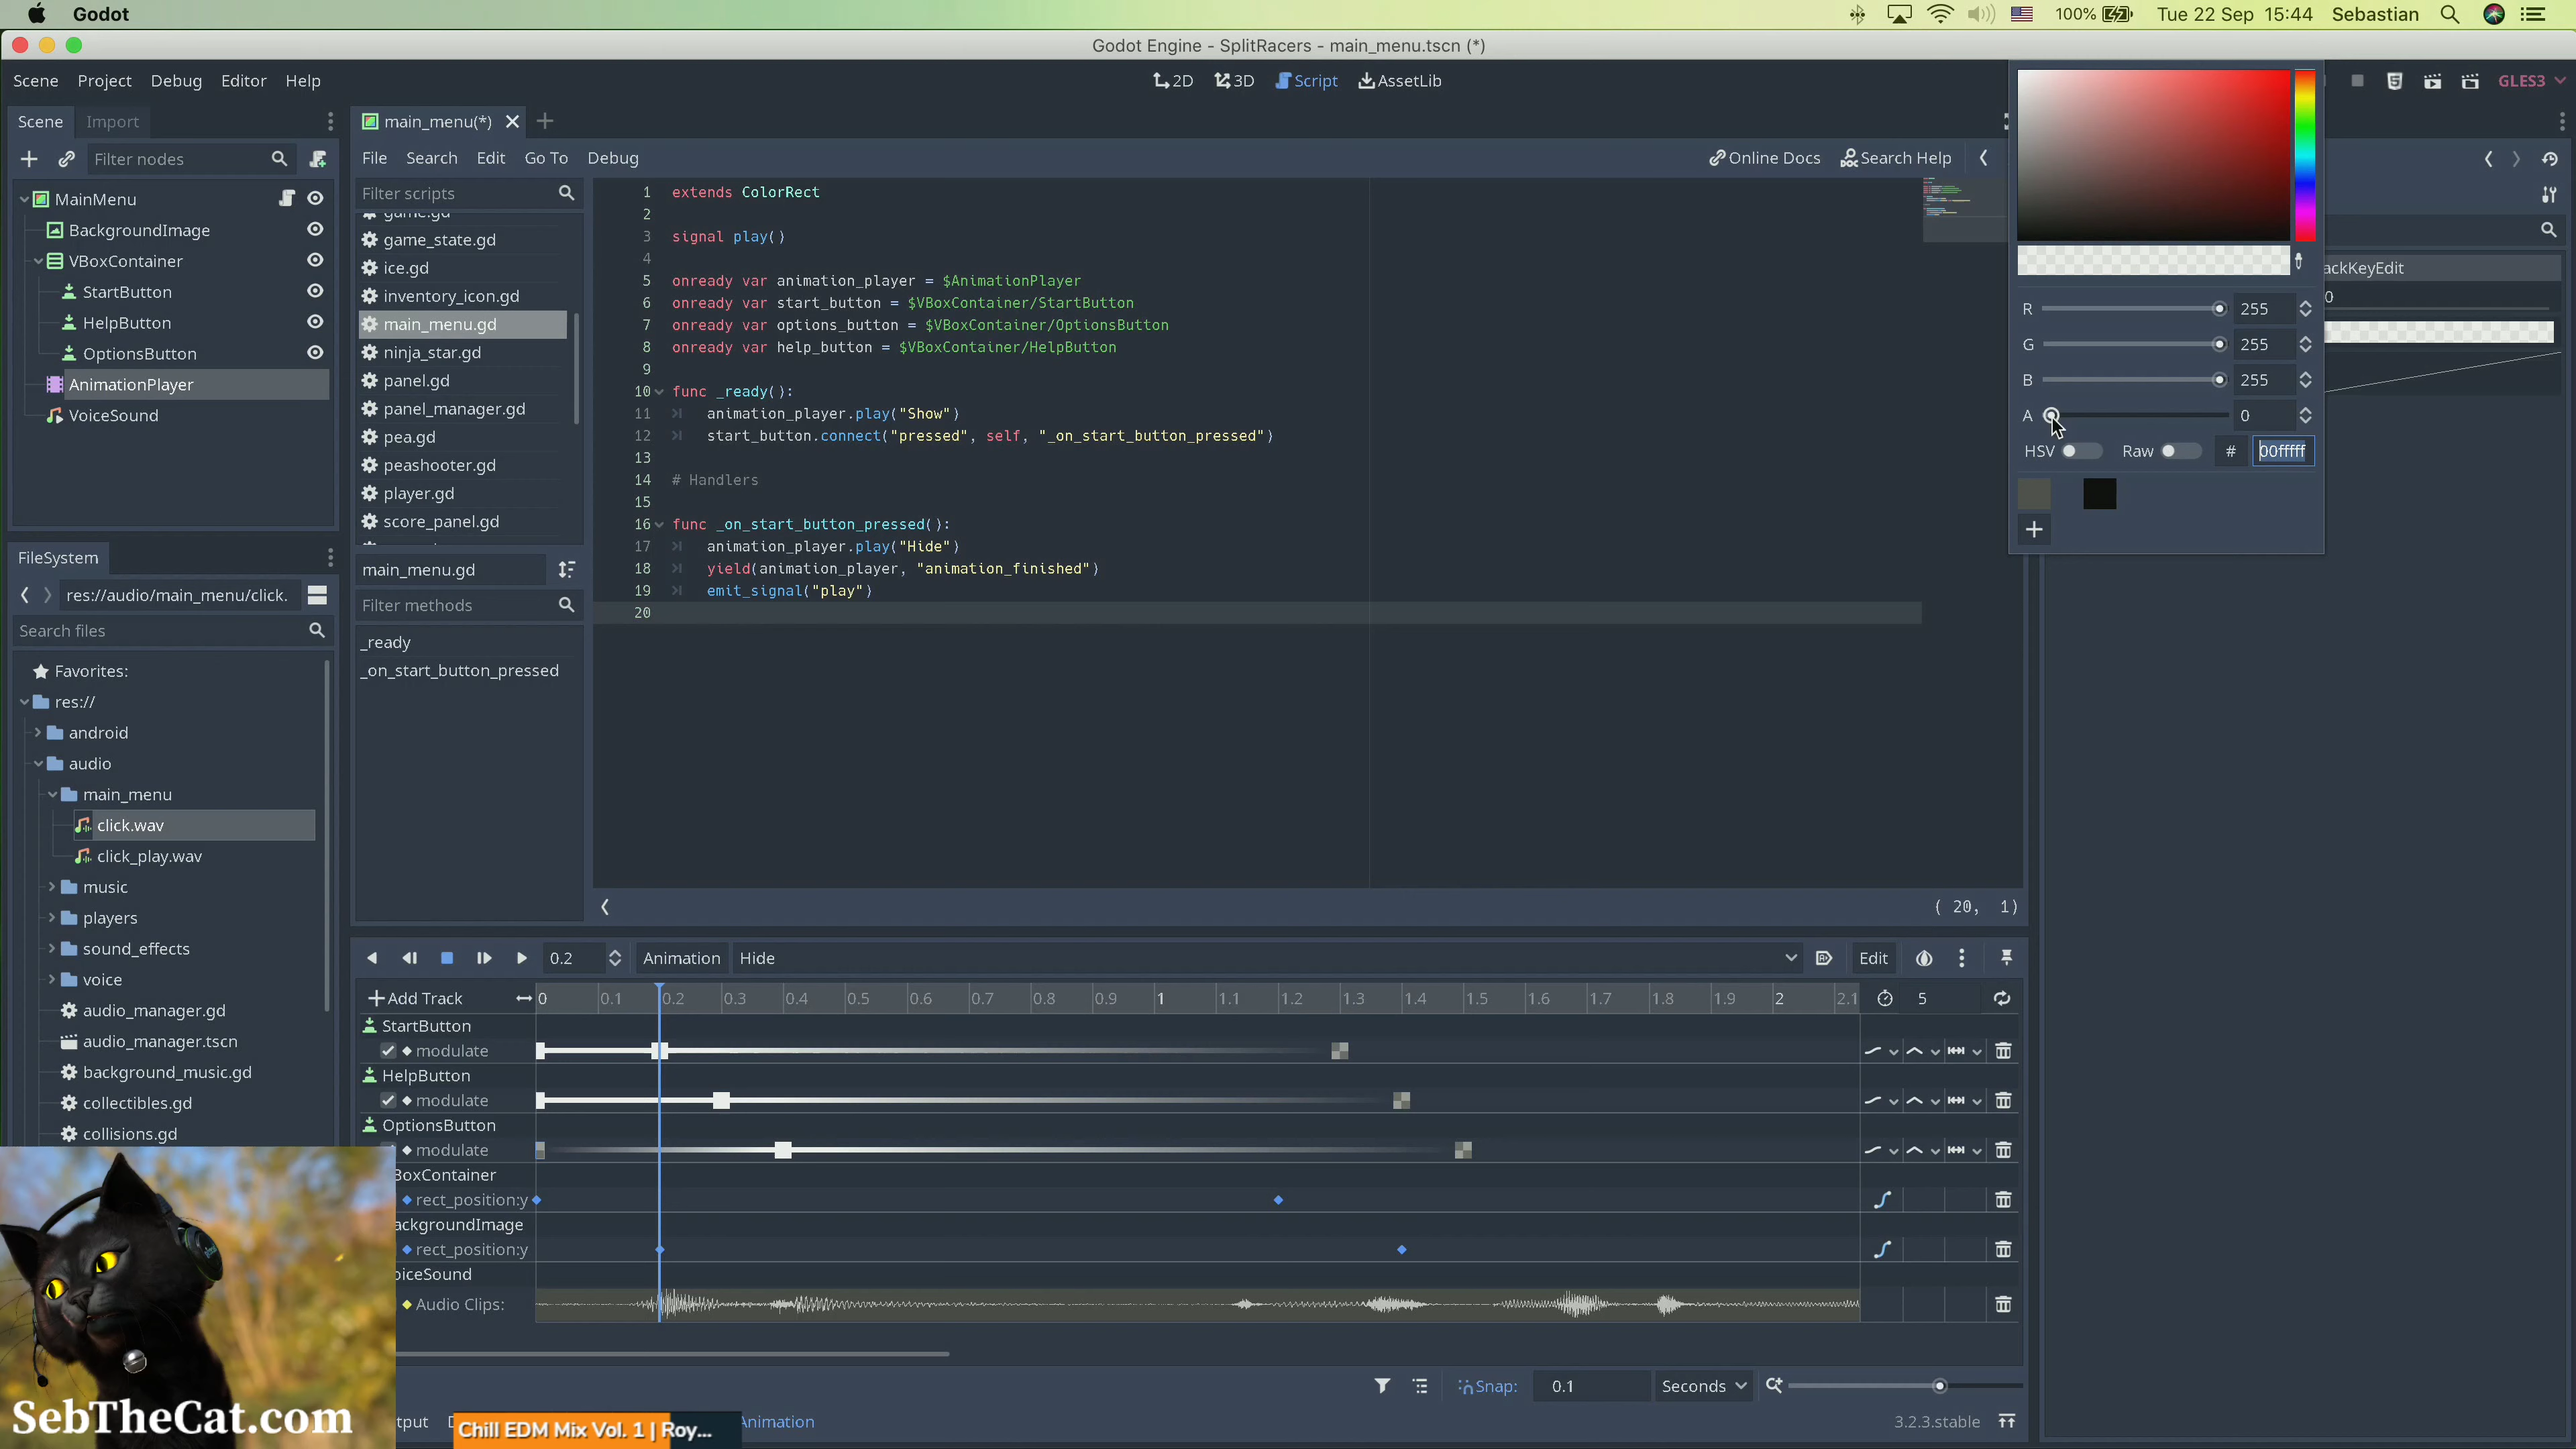 Godot
100%
Tue 22 Sep 15:44
Sebastian
Godot Engine - SplitRacers - main_menu.tscn (*)
Scene Project Debug Editor Help
2D 3D Script AssetLib
GLES3
Scene Import
main_menu(*)
Filter nodes
File Search Edit Go To Debug
Online Docs Search Help
MainMenu
BackgroundImage
VBoxContainer
StartButton
HelpButton
OptionsButton
AnimationPlayer
VoiceSound
Filter scripts
game.gd
game_state.gd
ice.gd
inventory_icon.gd
main_menu.gd
ninja_star.gd
panel.gd
panel_manager.gd
pea.gd
peashooter.gd
player.gd
score_panel.gd
main_menu.gd
Filter methods
_ready
_on_start_button_pressed
1 extends ColorRect
2
3 signal play()
4
5 onready var animation_player = $AnimationPlayer
6 onready var start_button = $VBoxContainer/StartButton
7 onready var options_button = $VBoxContainer/OptionsButton
8 onready var help_button = $VBoxContainer/HelpButton
9
10 func _ready():
11 animation_player.play("Show")
12 start_button.connect("pressed", self, "_on_start_button_pressed")
13
14 # Handlers
15
16 func _on_start_button_pressed():
17 animation_player.play("Hide")
18 yield(animation_player, "animation_finished")
19 emit_signal("play")
20
( 20, 1)
R 255
G 255
B 255
A 0
HSV Raw # 00ffffff
ackKeyEdit
0
FileSystem
res://audio/main_menu/click.
Search files
Favorites:
res://
android
audio
main_menu
click.wav
click_play.wav
music
players
sound_effects
voice
audio_manager.gd
audio_manager.tscn
background_music.gd
collectibles.gd
collisions.gd
0.2 Animation Hide Edit
Add Track 0 0.1 0.2 0.3 0.4 0.5 0.6 0.7 0.8 0.9 1 1.1 1.2 1.3 1.4 1.5 1.6 1.7 1.8 1.9 2 2.1 5
StartButton
modulate
HelpButton
modulate
OptionsButton
modulate
BoxContainer
rect_position:y
ackgroundImage
rect_position:y
oiceSound
Audio Clips:
Snap: 0.1 Seconds
tput D Animation
3.2.3.stable
SebTheCat.com
Chill EDM Mix Vol. 1 | Roy...